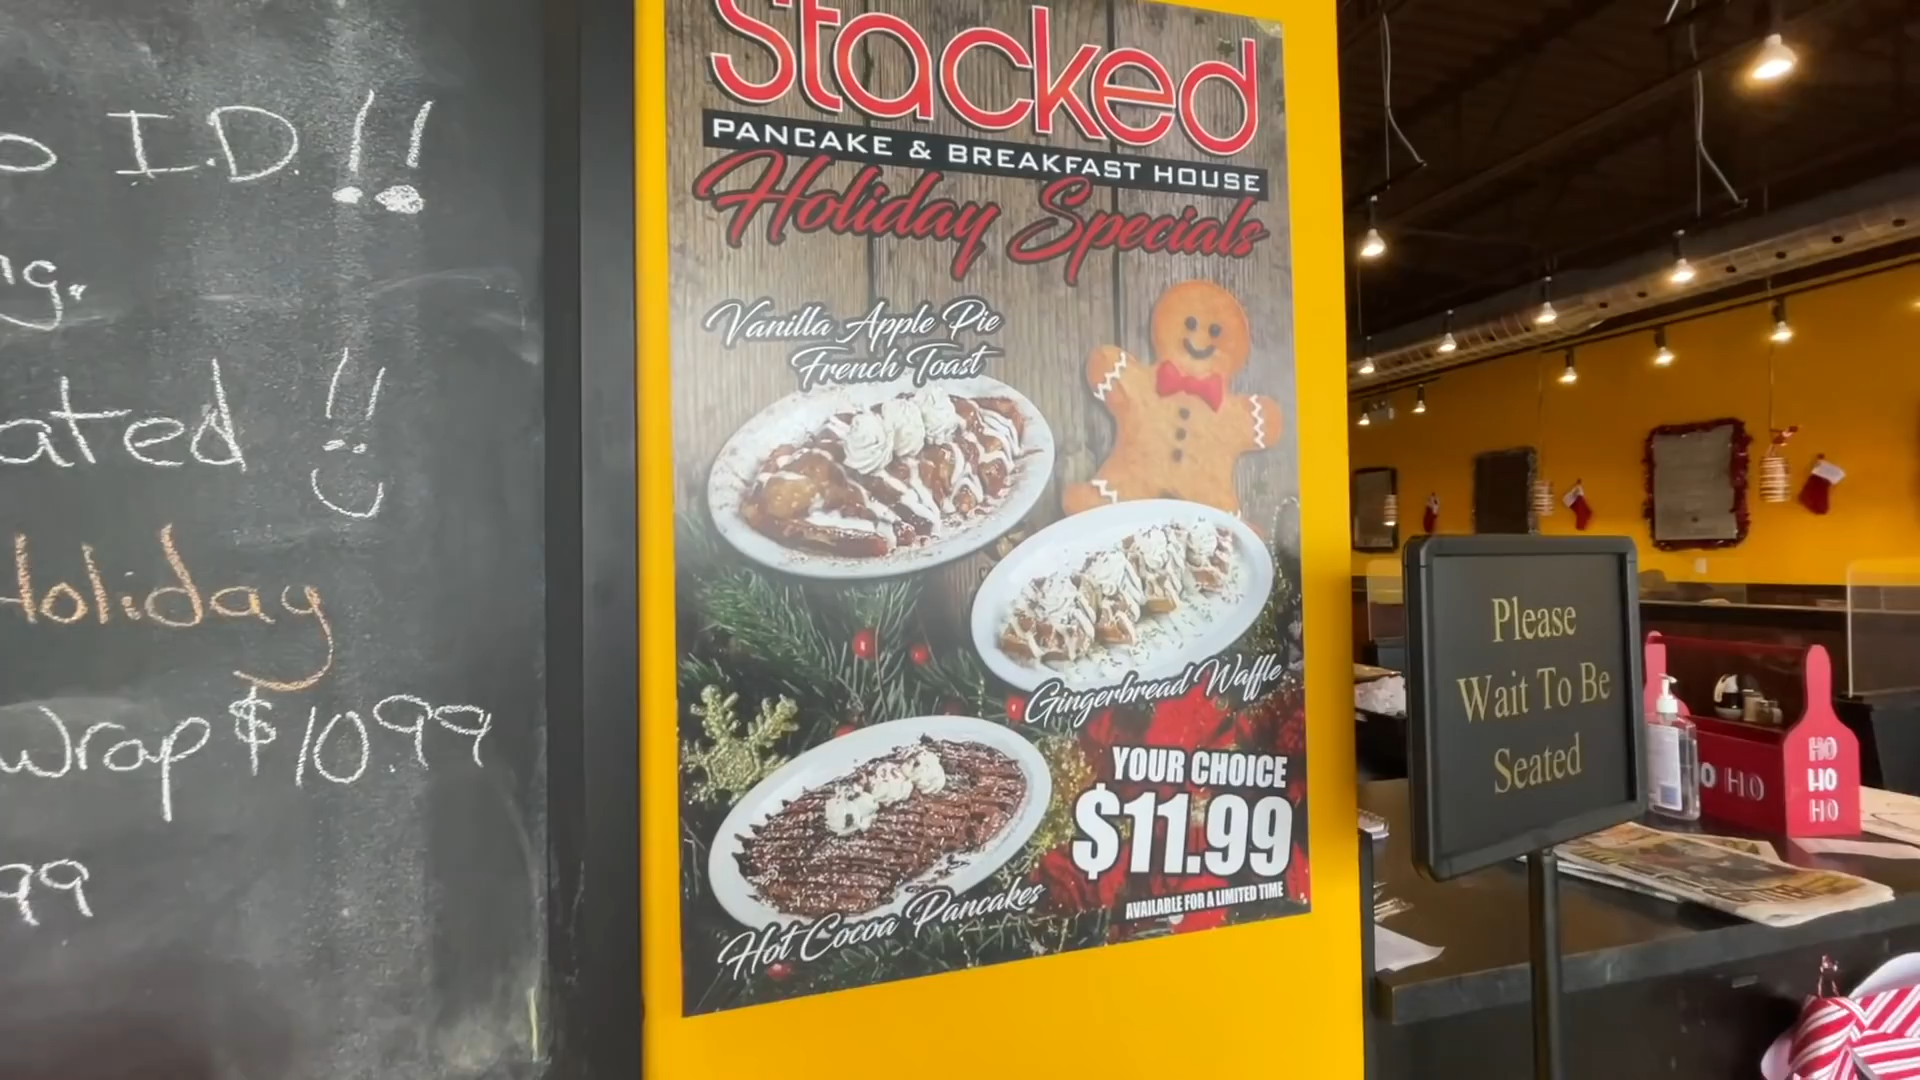 I.D.!!
ated !!
Holiday
Wrap $10.99
99
Stacked
PANCAKE & BREAKFAST HOUSE
Holiday Specials
Vanilla Apple Pie
French Toast
Gingerbread Waffle
Hot Cocoa Pancakes
YOUR CHOICE
$11.99
AVAILABLE FOR A LIMITED TIME
Please
Wait To Be
Seated
HO HO
HO
HO
HO